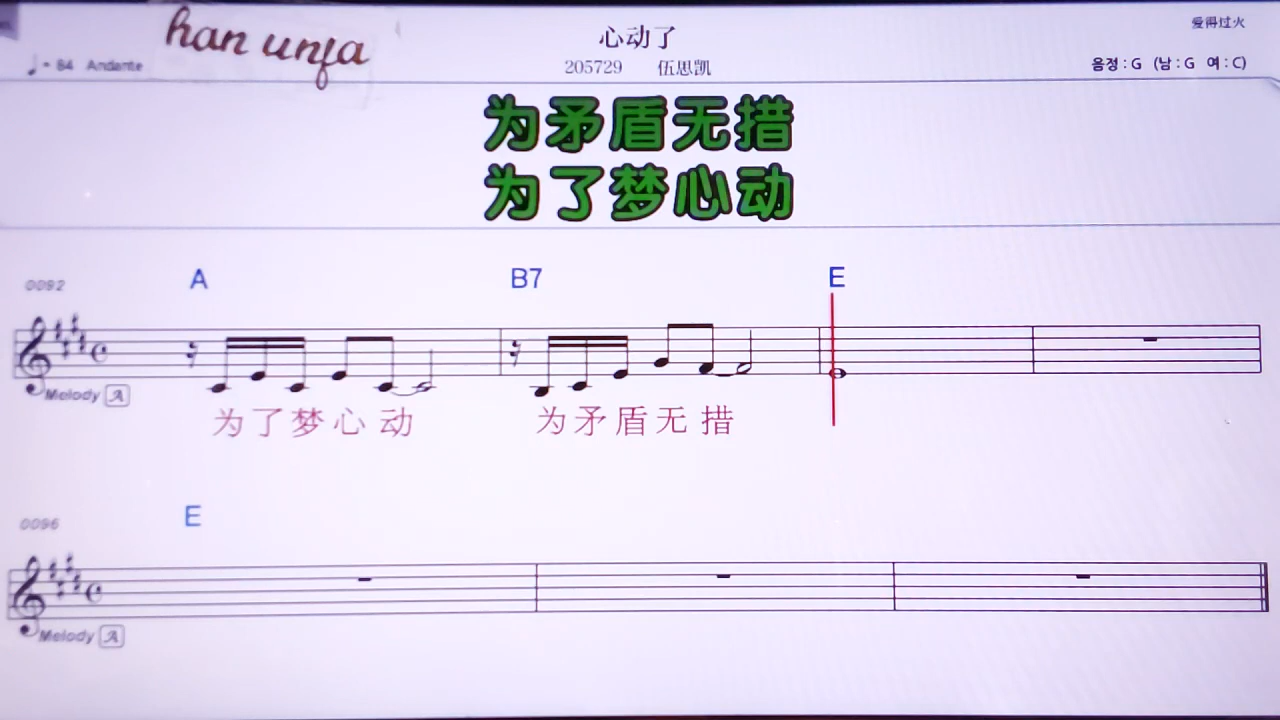 han unja
心动了
爱得过火
♩= 84 Andante
205729 伍思凯
음정 : G (남 : G 여 : C)
为矛盾无措
为了梦心动
A B7 E
0092
Melody A
为了梦心动 为矛盾无措
E
0096
Melody A